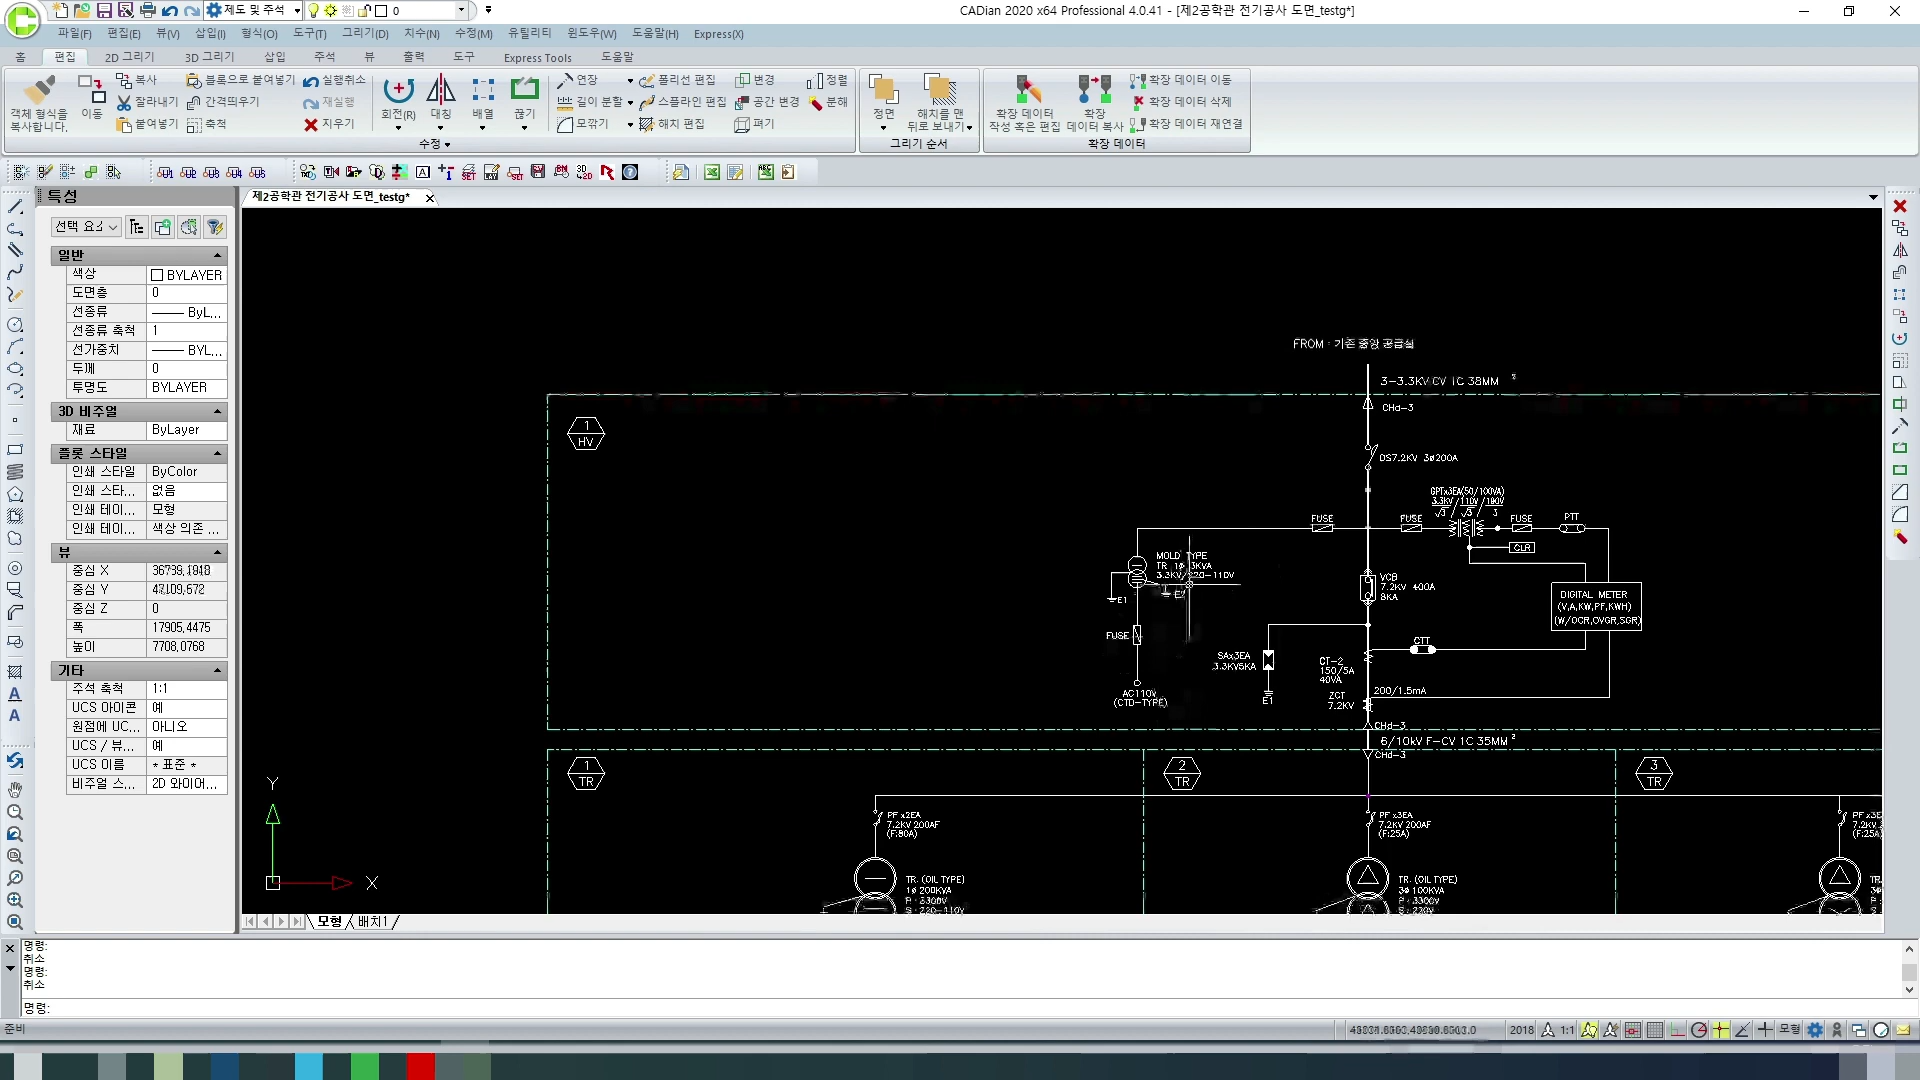 제도 및 주석
0
CADian 2020 x64 Professional 4.0.41 - [제2공학관 전기공사 도면_testg*]
파일(F) 편집(E) 뷰(V) 삽입(I) 형식(O) 도구(T) 그리기(D) 치수(N) 수정(M) 유틸리티 윈도우(W) 도움말(H) Express(X)
홈 편집 2D 그리기 3D 그리기 삽입 주석 뷰 출력 도구 Express Tools 도움말
객체 형식을
복사합니다.
이동
복사
잘라내기
붙여넣기
블록으로 붙여넣기
간격띄우기
축척
실행취소
재실행
지우기
회전(R) 대칭 배열 끊기
연장
길이 분할
모깎기
폴리선 편집
스플라인 편집
해치 편집
변경
공간 변경
펴기
정렬
분해
수정
정면
해치를 맨
뒤로 보내기
그리기 순서
확장 데이터
작성 혹은 편집
확장
데이터 복사
확장 데이터 이동
확장 데이터 삭제
확장 데이터 재연결
확장 데이터
특성
제2공학관 전기공사 도면_testg*
일반
색상 BYLAYER
도면층 0
선종류 ByL...
선종류 축척 1
선가중치 BYL...
두께 0
투명도 BYLAYER
3D 비주얼
재료 ByLayer
플롯 스타일
인쇄 스타일 ByColor
인쇄 스타... 없음
인쇄 테이... 모형
인쇄 테이... 색상 의존 ...
뷰
중심 X
중심 Y
중심 Z 0
폭 17905,4475
높이 7708,0768
기타
주석 축척 1:1
UCS 아이콘 예
원점에 UC... 아니오
UCS / 뷰... 예
UCS 이름 * 표준 *
비주얼 스... 2D 와이어...
Y
X
FROM : 기존 중앙 공급실
3-3.3KV CV 1C 38MM 2
CHd-3
1
HV
DS7.2KV 3ø200A
GPTx3EA(50/100VA)
FUSE FUSE FUSE PTT
CLR
MOLD TYPE
TR 1ø 3KVA
3.3KV/220-110V
E1 E2
FUSE
AC110V
(CTD-TYPE)
VCB
7.2KV 400A
8KA
DIGITAL METER
(V,A,KW,PF,KWH)
(W/OCR,OVGR,SGR)
CTT
SAx3EA
3.3KV5KA
E1
CT-2
150/5A
40VA
ZCT
7.2KV
200/1.5mA
CHd-3
6/10kV F-CV 1C 35MM 2
CHd-3
1
TR
2
TR
3
TR
PF x2EA
7.2KV 200AF
(F:80A)
PF x3EA
7.2KV 200AF
(F:25A)
PF x3E
7.2KV 2
(F:25A)
TR. (OIL TYPE)
1ø 200KVA
P : 3300V
S : 220-110V
TR. (OIL TYPE)
3ø 100KVA
P : 3300V
S : 220V
모형 배치1
명령:
취소
명령:
취소
명령:
준비
2018 1:1 모형